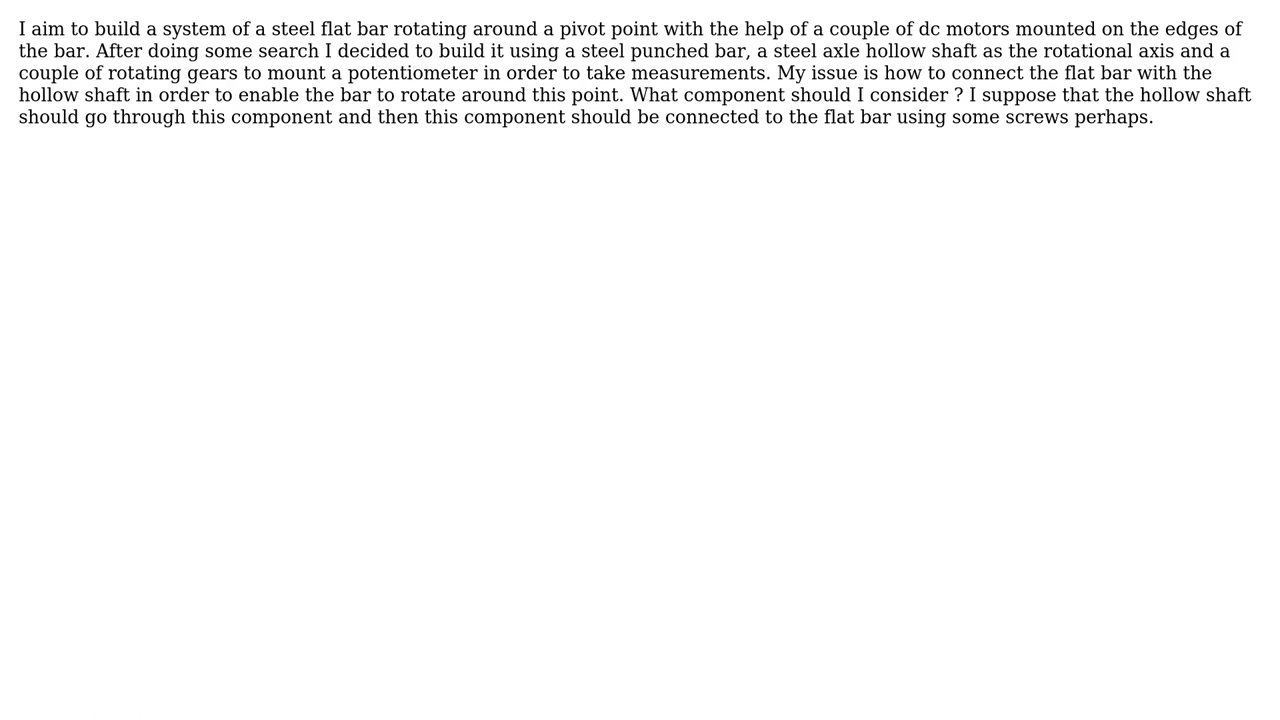 I aim to build a system of a steel flat bar rotating around a pivot point with the help of a couple of dc motors mounted on the edges of
the bar. After doing some search I decided to build it using a steel punched bar, a steel axle hollow shaft as the rotational axis and a
couple of rotating gears to mount a potentiometer in order to take measurements. My issue is how to connect the flat bar with the
hollow shaft in order to enable the bar to rotate around this point. What component should I consider ? I suppose that the hollow shaft
should go through this component and then this component should be connected to the flat bar using some screws perhaps.